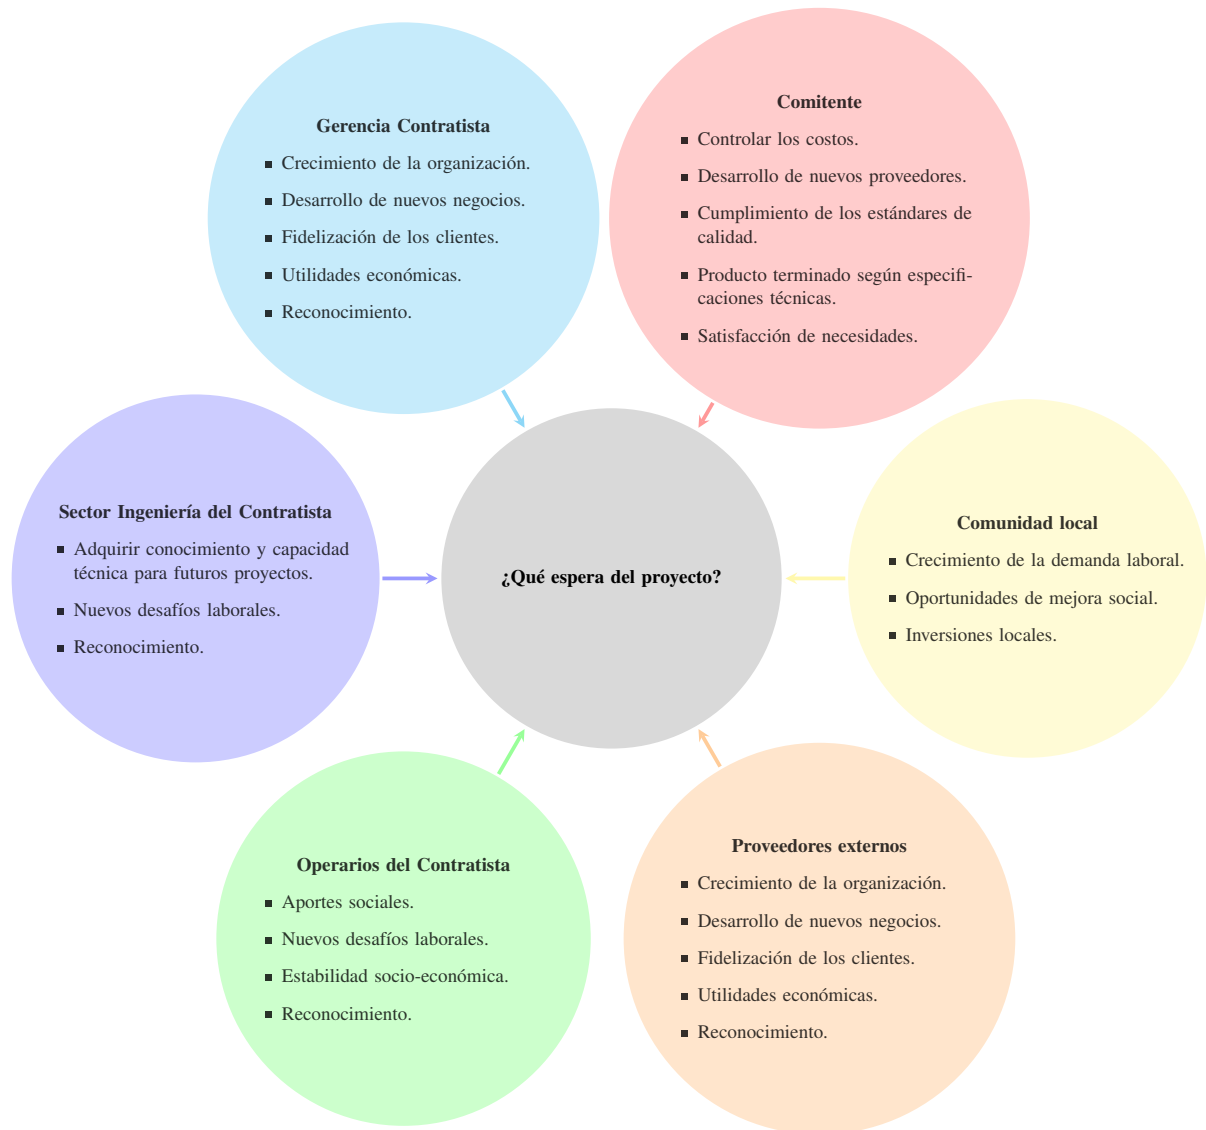 Gerencia Contratista
▪ Crecimiento de la organización.
▪ Desarrollo de nuevos negocios.
▪ Fidelización de los clientes.
▪ Utilidades económicas.
▪ Reconocimiento.
Comitente
▪ Controlar los costos.
▪ Desarrollo de nuevos proveedores.
▪ Cumplimiento de los estándares de
calidad.
▪ Producto terminado según especifi-
caciones técnicas.
▪ Satisfacción de necesidades.
Sector Ingeniería del Contratista
▪ Adquirir conocimiento y capacidad
técnica para futuros proyectos.
▪ Nuevos desafíos laborales.
▪ Reconocimiento.
¿Qué espera del proyecto?
Comunidad local
▪ Crecimiento de la demanda laboral.
▪ Oportunidades de mejora social.
▪ Inversiones locales.
Operarios del Contratista
▪ Aportes sociales.
▪ Nuevos desafíos laborales.
▪ Estabilidad socio-económica.
▪ Reconocimiento.
Proveedores externos
▪ Crecimiento de la organización.
▪ Desarrollo de nuevos negocios.
▪ Fidelización de los clientes.
▪ Utilidades económicas.
▪ Reconocimiento.